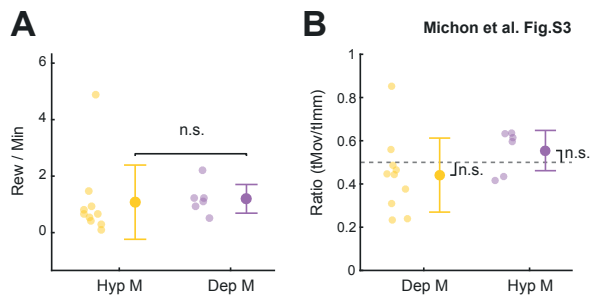 A
B
Michon et al. Fig.S3
Rew / Min
6
4
2
0
n.s.
Hyp M
Dep M
Ratio (tMov/tImm)
1
0.8
0.6
0.4
0.2
0
n.s.
n.s.
Dep M
Hyp M